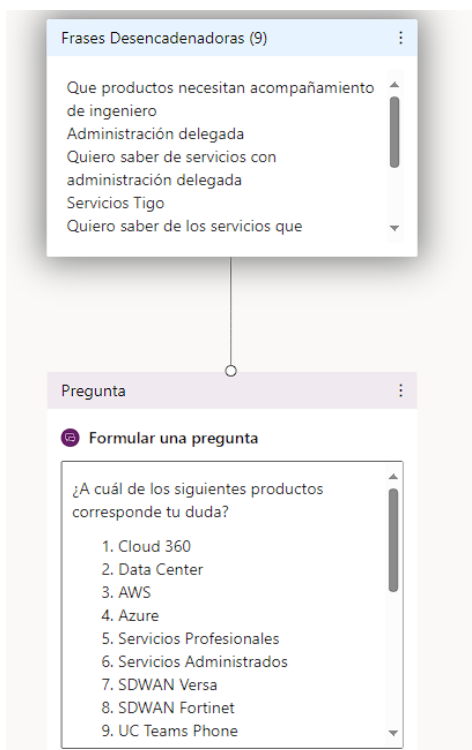 Frases Desencadenadoras (9)
Que productos necesitan acompañamiento
de ingeniero
Administración delegada
Quiero saber de servicios con
administración delegada
Servicios Tigo
Quiero saber de los servicios que
Pregunta
Formular una pregunta
¿A cuál de los siguientes productos
corresponde tu duda?
1. Cloud 360
2. Data Center
3. AWS
4. Azure
5. Servicios Profesionales
6. Servicios Administrados
7. SDWAN Versa
8. SDWAN Fortinet
9. UC Teams Phone